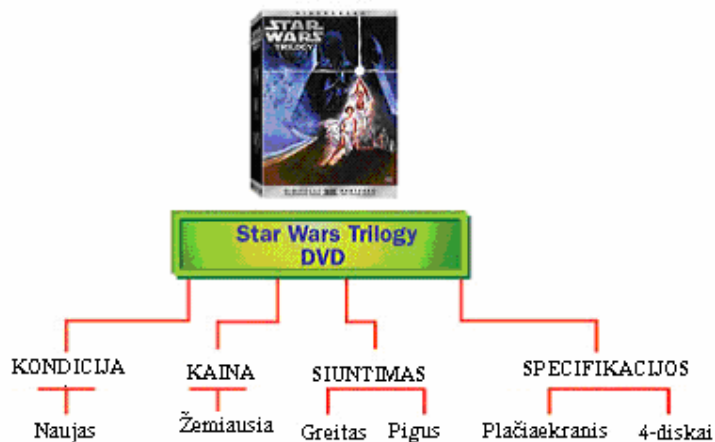 STAR
WARS
TRILOGY
Star Wars Trilogy
DVD
KONDICIJA
KAINA
SIUNTIMAS
SPECIFIKACIJOS
Naujas
Žemiausia
Greitas
Pigus
Plačiaekranis
4-diskai